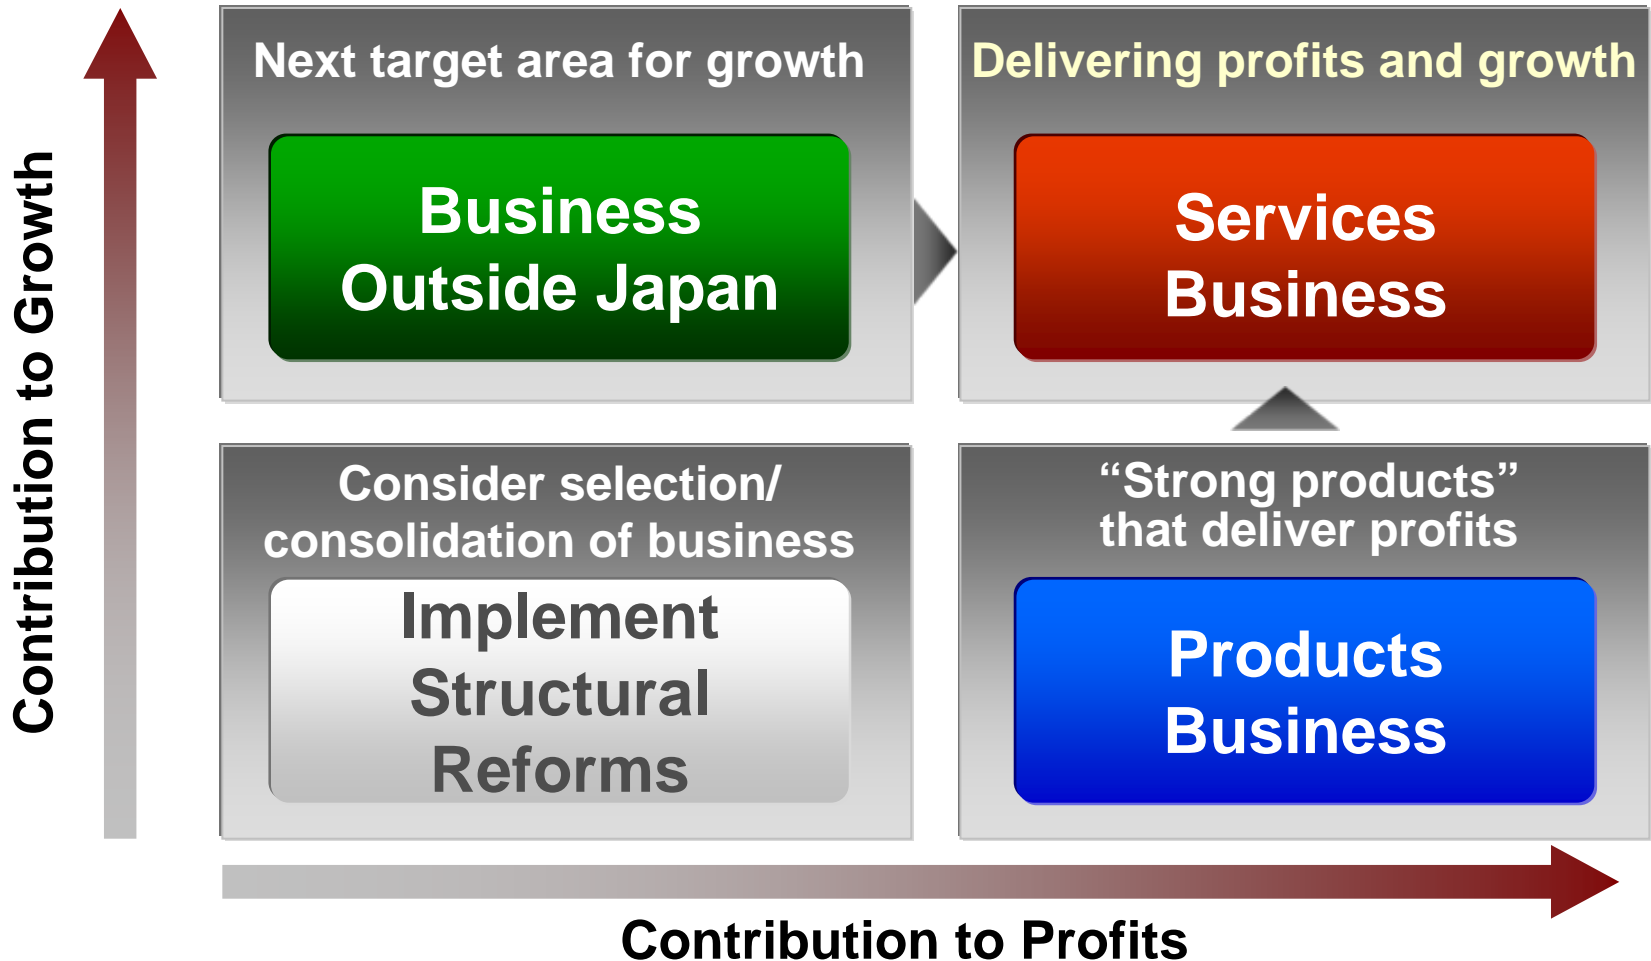 Contribution to Growth
Next target area for growth
Business
Outside Japan
Delivering profits and growth
Services
Business
Consider selection/
consolidation of business
Implement
Structural
Reforms
“Strong products”
that deliver profits
Products
Business
Contribution to Profits